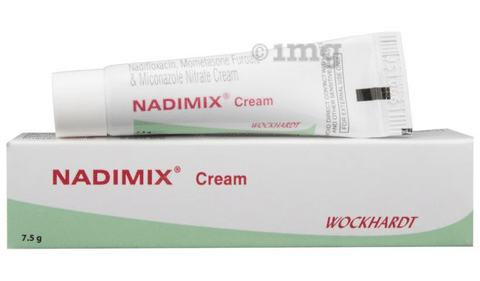 1mg
Nadifloxacin, Mometasone Furoate
& Miconazole Nitrate Cream
NADIMIX® Cream
WOCKHARDT
FOR EXTERNAL USE ONLY
NADIMIX® Cream
WOCKHARDT
7.5 g